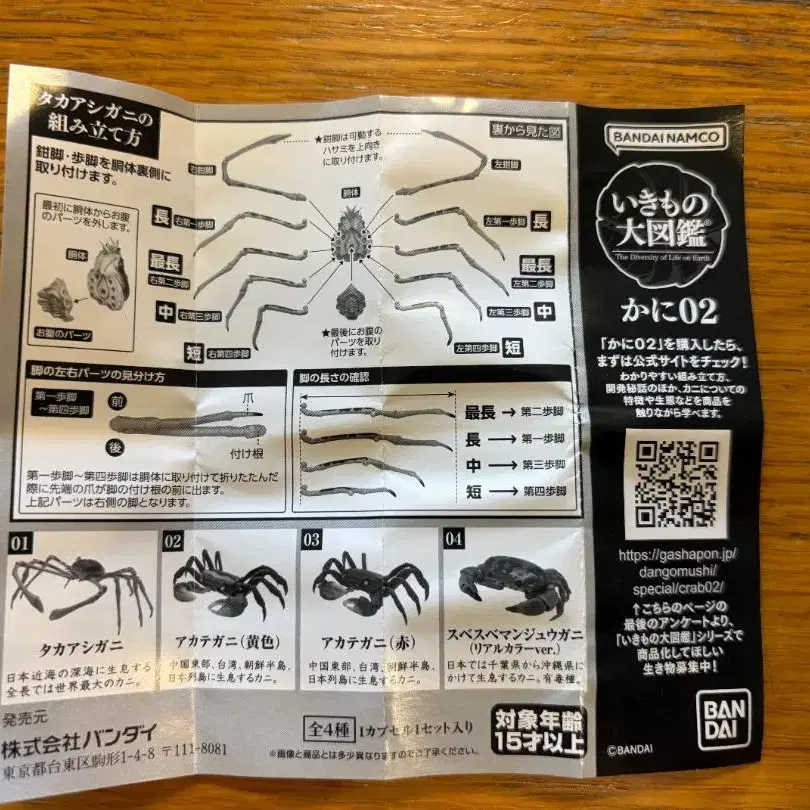 タカアシガニの
組み立て方
鉗脚・歩脚を胴体裏側に
取り付けます。
最初に胴体からお腹
のパーツを外します。
胴体
お腹のパーツ
裏から見た図
★鉗脚は可動する
ハサミを上向き
に取り付けます。
右鉗脚
左鉗脚
胴体
長 右第一歩脚
左第一歩脚 長
最長
右第二歩脚
最長
左第二歩脚
中 右第三歩脚
左第三歩脚 中
短 右第四歩脚
左第四歩脚 短
★最後にお腹の
パーツを取り
付けます。
脚の左右パーツの見分け方
第一歩脚
～第四歩脚
前
後
爪
付け根
第一歩脚～第四歩脚は胴体に取り付けて折りたたんだ
際に先端の爪が脚の付け根の前に出ます。
上記パーツは右側の脚となります。
脚の長さの確認
最長 → 第二歩脚
長 → 第一歩脚
中 → 第三歩脚
短 → 第四歩脚
01
タカアシガニ
日本近海の深海に生息する
全長では世界最大のカニ。
02
アカテガニ(黄色)
中国東部、台湾、朝鮮半島、
日本列島に生息するカニ。
03
アカテガニ(赤)
中国東部、台湾、朝鮮半島、
日本列島に生息するカニ。
04
スベスベマンジュウガニ
(リアルカラーver.)
日本では千葉県から沖縄県に
かけて生息するカニ。有毒種。
発売元
株式会社バンダイ
東京都台東区駒形1-4-8 〒111-8081
全4種 1カプセル1セット入り
※画像と商品とは多少異なりますのでご了承ください。
対象年齢
15才以上
BANDAI NAMCO
いきもの
大図鑑®
The Diversity of Life on Earth
かに02
「かに02」を購入したら、
まずは公式サイトをチェック!
わかりやすい組み立て方、
開発秘話のほか、カニについての
特徴や生態などを商品を
触りながら学べます。
https://gashapon.jp/
dangomushi/
special/crab02/
↑こちらのページの
最後のアンケートより、
「いきもの大図鑑」シリーズで
商品化してほしい
生き物募集中!
©BANDAI
BAN
DAI